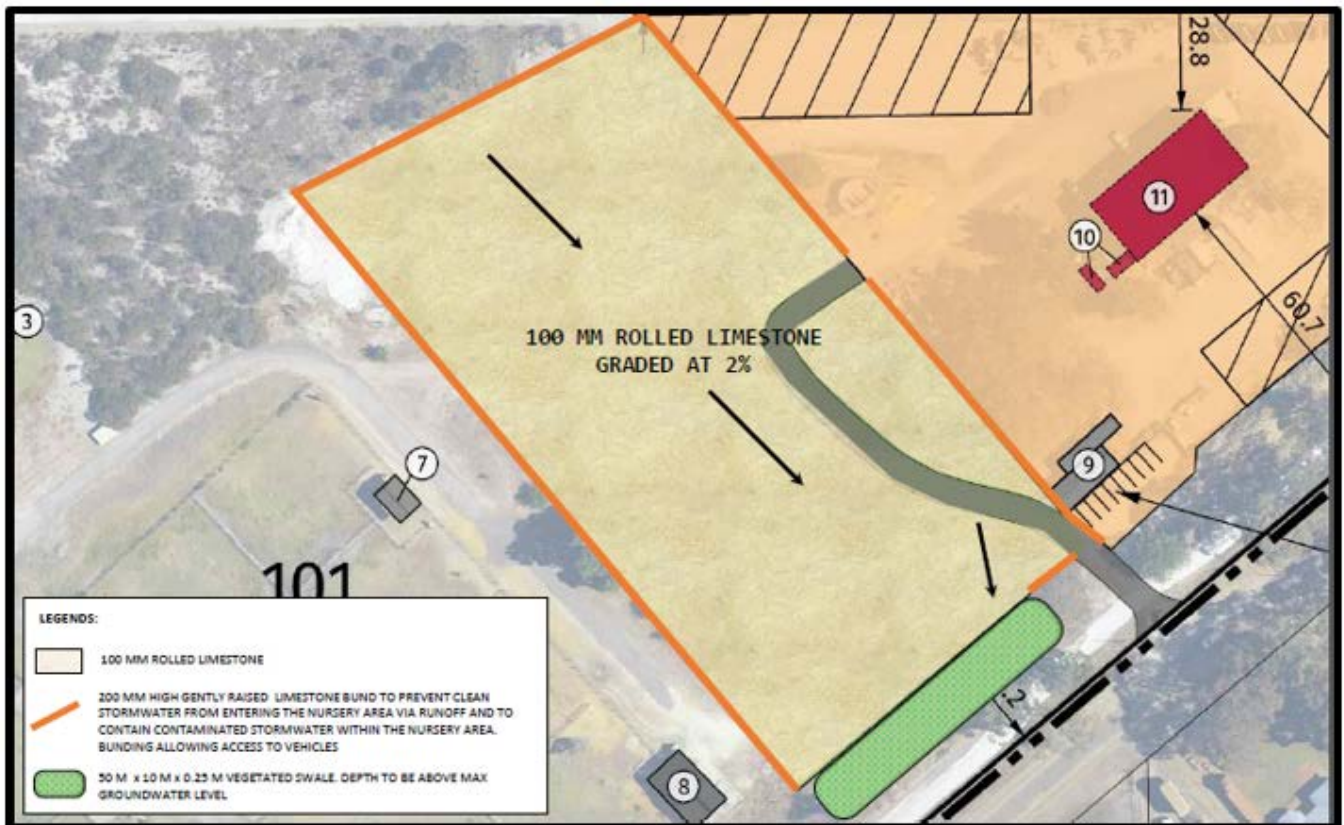 28.8
11
10
3
60.7
100 MM ROLLED LIMESTONE
GRADED AT 2%
9
7
101
LEGENDS:
100 MM ROLLED LIMESTONE
200 MM HIGH GENTLY RAISED LIMESTONE BUND TO PREVENT CLEAN
STORMWATER FROM ENTERING THE NURSERY AREA VIA RUNOFF AND TO
CONTAIN CONTAMINATED STORMWATER WITHIN THE NURSERY AREA.
BUNDING ALLOWING ACCESS TO VEHICLES
50 M x 10 M x 0.25 M VEGETATED SWALE. DEPTH TO BE ABOVE MAX
GROUNDWATER LEVEL
.2
8